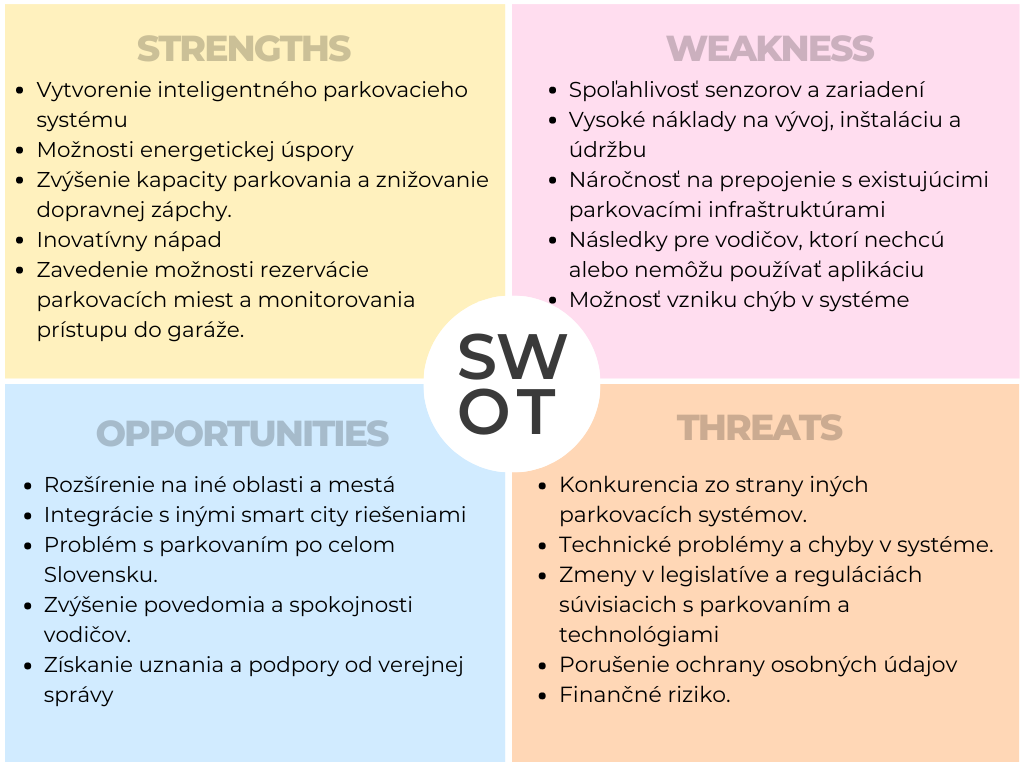 STRENGTHS
Vytvorenie inteligentného parkovacieho
systému
Možnosti energetickej úspory
Zvýšenie kapacity parkovania a znižovanie
dopravnej zápchy.
Inovatívny nápad
Zavedenie možnosti rezervácie
parkovacích miest a monitorovania
prístupu do garáže.
WEAKNESS
Spoľahlivosť senzorov a zariadení
Vysoké náklady na vývoj, inštaláciu a
údržbu
Náročnosť na prepojenie s existujúcimi
parkovacími infraštruktúrami
Následky pre vodičov, ktorí nechcú
alebo nemôžu používať aplikáciu
Možnosť vzniku chýb v systéme
SW
OT
OPPORTUNITIES
Rozšírenie na iné oblasti a mestá
Integrácie s inými smart city riešeniami
Problém s parkovaním po celom
Slovensku.
Zvýšenie povedomia a spokojnosti
vodičov.
Získanie uznania a podpory od verejnej
správy
THREATS
Konkurencia zo strany iných
parkovacích systémov.
Technické problémy a chyby v systéme.
Zmeny v legislatíve a reguláciách
súvisiacich s parkovaním a
technológiami
Porušenie ochrany osobných údajov
Finančné riziko.